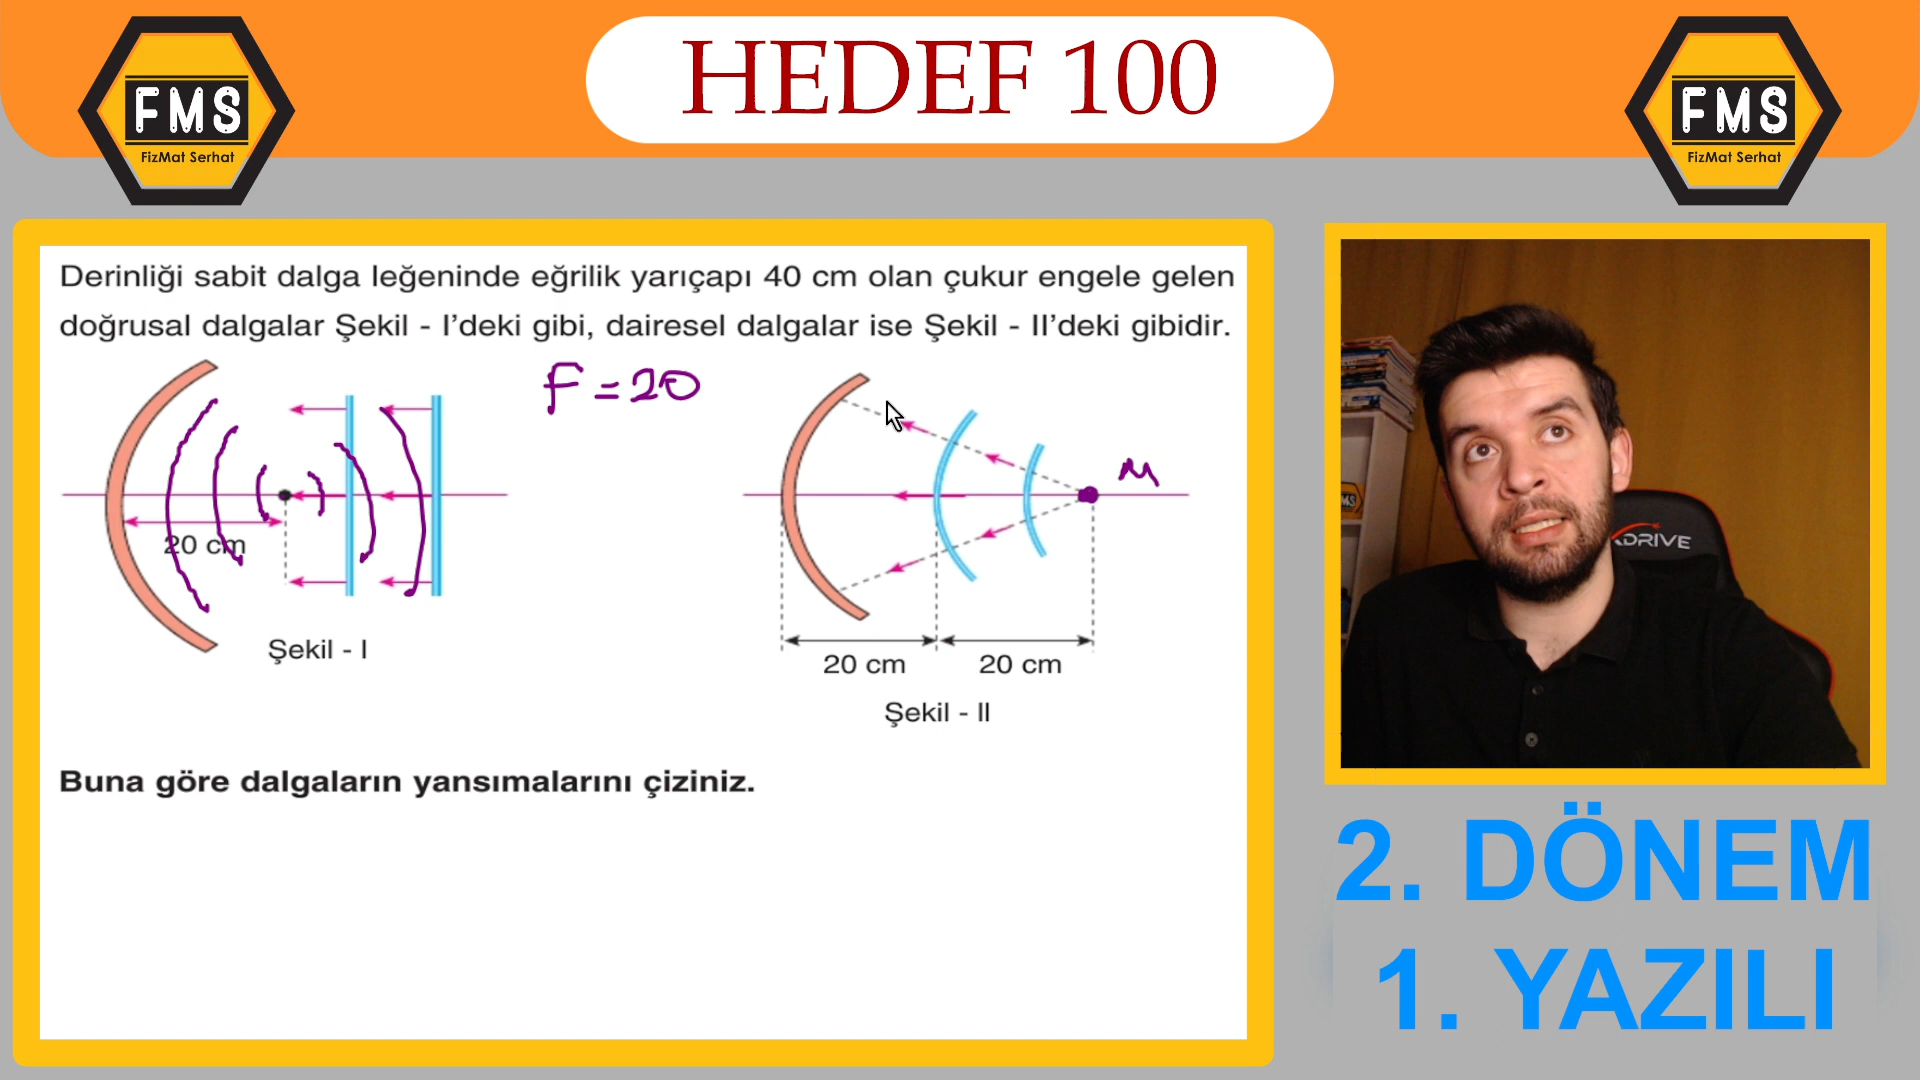 HEDEF 100
FMS
FizMat Serhat
FMS
FizMat Serhat
Derinliği sabit dalga leğeninde eğrilik yarıçapı 40 cm olan çukur engele gelen
doğrusal dalgalar Şekil - I’deki gibi, dairesel dalgalar ise Şekil - II’deki gibidir.
f = 20
M
20 cm
Şekil - I
20 cm
20 cm
Şekil - II
Buna göre dalgaların yansımalarını çiziniz.
DRIVE
2. DÖNEM
1. YAZILI